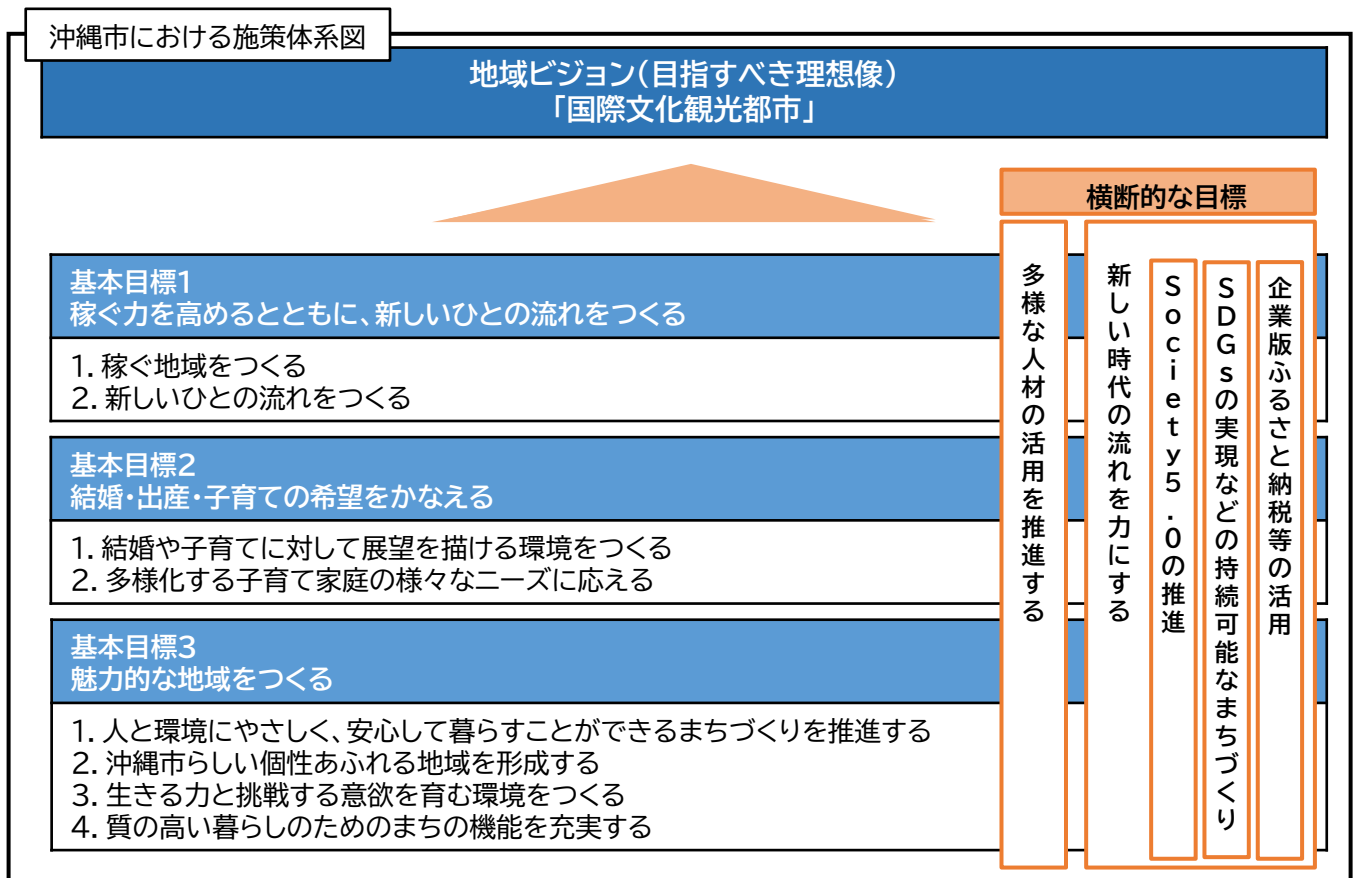 沖縄市における施策体系図
地域ビジョン(目指すべき理想像)
「国際文化観光都市」
横断的な目標
基本目標1
稼ぐ力を高めるとともに、新しいひとの流れをつくる
1. 稼ぐ地域をつくる
2. 新しいひとの流れをつくる
基本目標2
結婚・出産・子育ての希望をかなえる
1. 結婚や子育てに対して展望を描ける環境をつくる
2. 多様化する子育て家庭の様々なニーズに応える
基本目標3
魅力的な地域をつくる
1. 人と環境にやさしく、安心して暮らすことができるまちづくりを推進する
2. 沖縄市らしい個性あふれる地域を形成する
3. 生きる力と挑戦する意欲を育む環境をつくる
4. 質の高い暮らしのためのまちの機能を充実する
多様な人材の活用を推進する
新しい時代の流れを力にする
Society5.0の推進
SDGsの実現などの持続可能なまちづくり
企業版ふるさと納税等の活用